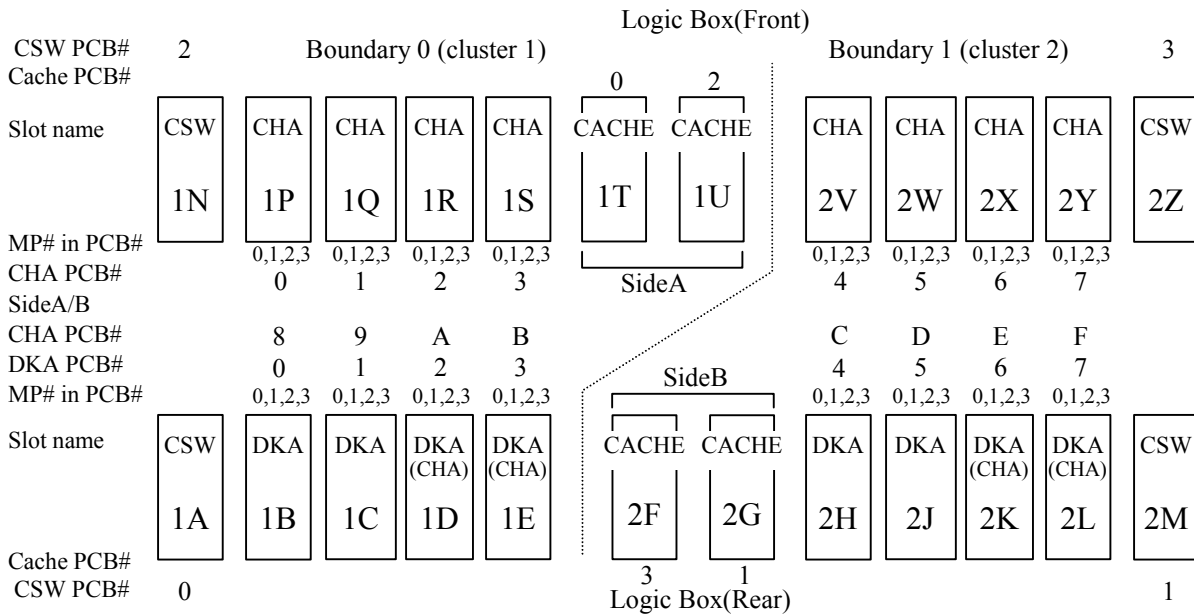 Logic Box(Front)
CSW PCB# 2 Boundary 0 (cluster 1) Boundary 1 (cluster 2) 3
Cache PCB# 0 2
Slot name CSW CHA CHA CHA CHA CACHE CACHE CHA CHA CHA CHA CSW
1N 1P 1Q 1R 1S 1T 1U 2V 2W 2X 2Y 2Z
MP# in PCB# 0,1,2,3 0,1,2,3 0,1,2,3 0,1,2,3 0,1,2,3 0,1,2,3 0,1,2,3 0,1,2,3
CHA PCB# 0 1 2 3 SideA 4 5 6 7
SideA/B
CHA PCB# 8 9 A B C D E F
DKA PCB# 0 1 2 3 SideB 4 5 6 7
MP# in PCB# 0,1,2,3 0,1,2,3 0,1,2,3 0,1,2,3 0,1,2,3 0,1,2,3 0,1,2,3 0,1,2,3
Slot name CSW DKA DKA DKA DKA CACHE CACHE DKA DKA DKA DKA CSW
(CHA) (CHA) (CHA) (CHA)
1A 1B 1C 1D 1E 2F 2G 2H 2J 2K 2L 2M
Cache PCB# 3 1
CSW PCB# 0 1
Logic Box(Rear)